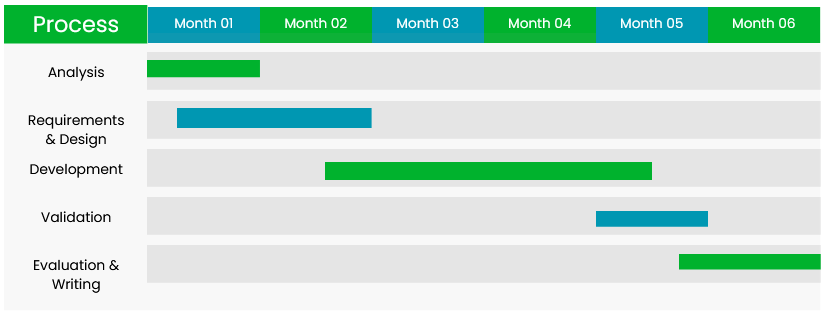 Process Month 01 Month 02 Month 03 Month 04 Month 05 Month 06
Analysis
Requirements
& Design
Development
Validation
Evaluation &
Writing